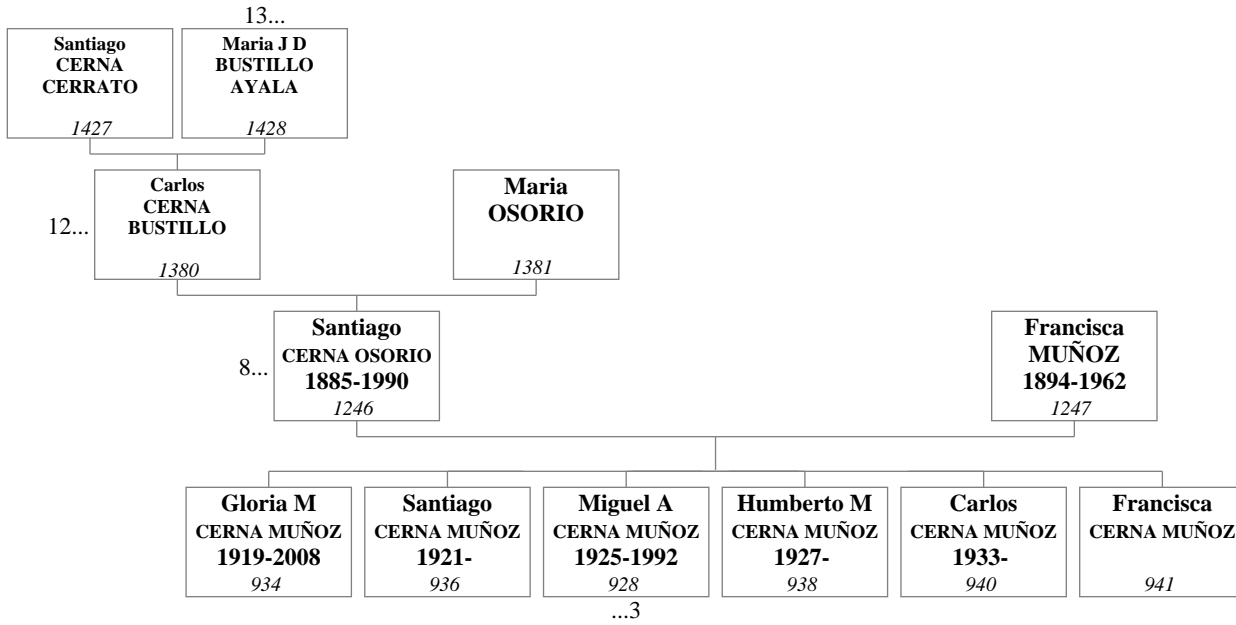 13...
Santiago
CERNA
CERRATO
1427
Maria J D
BUSTILLO
AYALA
1428
12...
Carlos
CERNA
BUSTILLO
1380
Maria
OSORIO
1381
8...
Santiago
CERNA OSORIO
1885-1990
1246
Francisca
MUÑOZ
1894-1962
1247
Gloria M
CERNA MUÑOZ
1919-2008
934
Santiago
CERNA MUÑOZ
1921-
936
Miguel A
CERNA MUÑOZ
1925-1992
928
...3
Humberto M
CERNA MUÑOZ
1927-
938
Carlos
CERNA MUÑOZ
1933-
940
Francisca
CERNA MUÑOZ
941